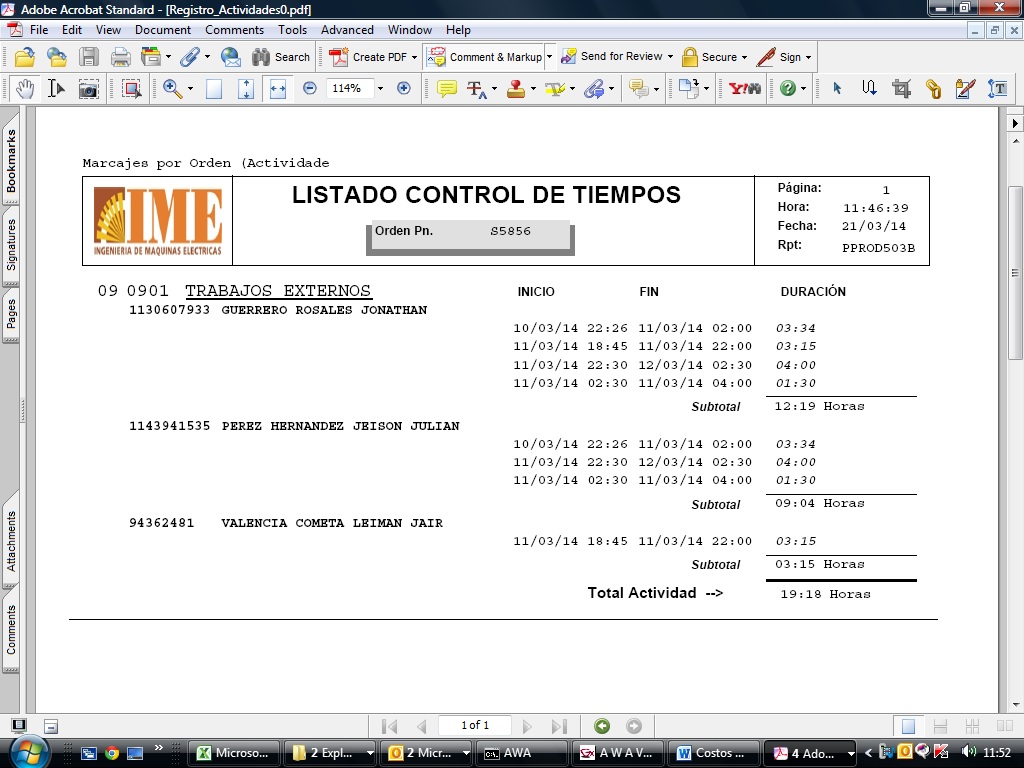 Adobe Acrobat Standard - [Registro_Actividades0.pdf]
File Edit View Document Comments Tools Advanced Window Help
Search Create PDF Comment & Markup Send for Review Secure Sign
114% Y!
Bookmarks
Signatures
Pages
Attachments
Comments
Marcajes por Orden (Actividade
IME
INGENIERIA DE MAQUINAS ELECTRICAS
LISTADO CONTROL DE TIEMPOS
Orden Pn. S5856
Página: 1
Hora: 11:46:39
Fecha: 21/03/14
Rpt: PPROD503B
09 0901 TRABAJOS EXTERNOS INICIO FIN DURACIÓN
1130607933 GUERRERO ROSALES JONATHAN
10/03/14 22:26 11/03/14 02:00 03:34
11/03/14 18:45 11/03/14 22:00 03:15
11/03/14 22:30 12/03/14 02:30 04:00
11/03/14 02:30 11/03/14 04:00 01:30
Subtotal 12:19 Horas
1143941535 PEREZ HERNANDEZ JEISON JULIAN
10/03/14 22:26 11/03/14 02:00 03:34
11/03/14 22:30 12/03/14 02:30 04:00
11/03/14 02:30 11/03/14 04:00 01:30
Subtotal 09:04 Horas
94362481 VALENCIA COMETA LEIMAN JAIR
11/03/14 18:45 11/03/14 22:00 03:15
Subtotal 03:15 Horas
Total Actividad --> 19:18 Horas
1 of 1
Microso... 2 Expl... 2 Micr... AWA A W A V... Costos ... 4 Ado... 11:52